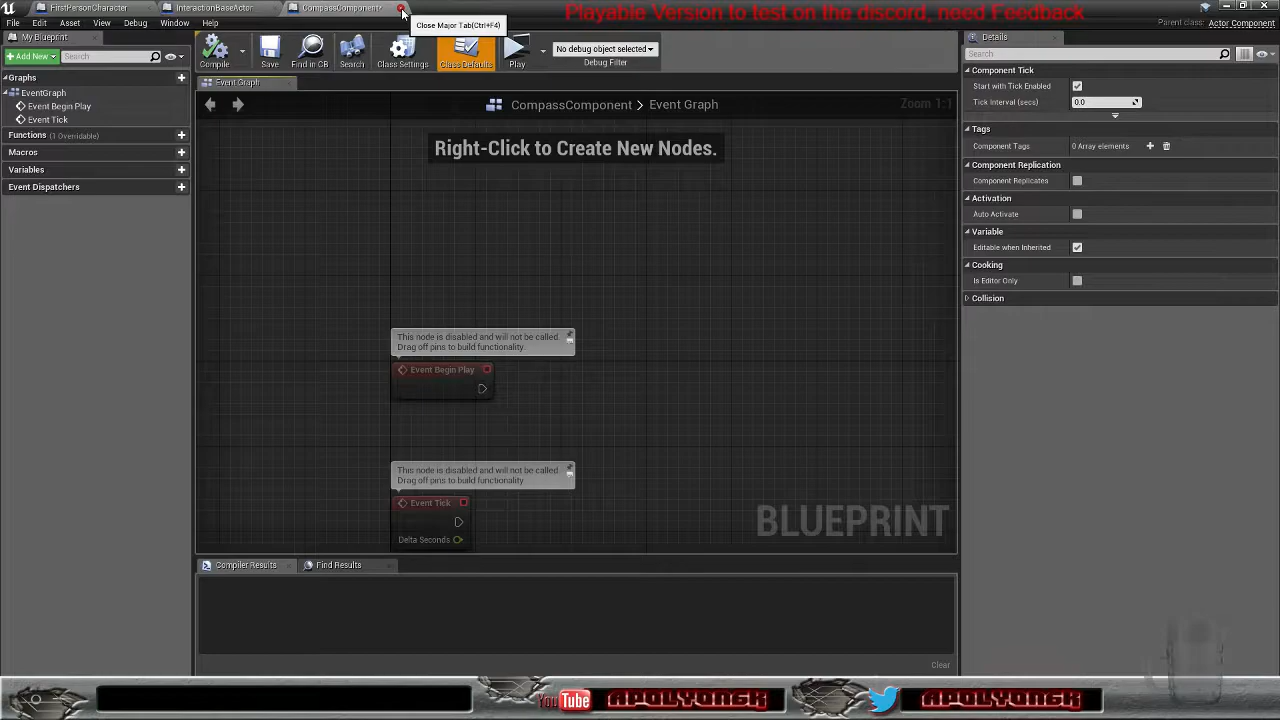 FirstPersonCharacter
InteractionBaseActor
CompassComponent*
Close Major Tab(Ctrl+F4)
Playable Version to test on the discord, need Feedback
File Edit Asset View Debug Window Help
Parent class: Actor Component
My Blueprint
Add New
Search
Graphs
EventGraph
Event Begin Play
Event Tick
Functions (1 Overridable)
Macros
Variables
Event Dispatchers
Compile
Save
Find in CB
Search
Class Settings
Class Defaults
Play
No debug object selected
Debug Filter
Event Graph
CompassComponent > Event Graph
Zoom 1:1
Right-Click to Create New Nodes.
This node is disabled and will not be called.
Drag off pins to build functionality.
Event Begin Play
This node is disabled and will not be called.
Drag off pins to build functionality
Event Tick
Delta Seconds
BLUEPRINT
Compiler Results
Find Results
Clear
Details
Search
Component Tick
Start with Tick Enabled
Tick Interval (secs)
0.0
Tags
Component Tags
0 Array elements
Component Replication
Component Replicates
Activation
Auto Activate
Variable
Editable when Inherited
Cooking
Is Editor Only
Collision
YouTube
APOLYONGK
APOLYONGK